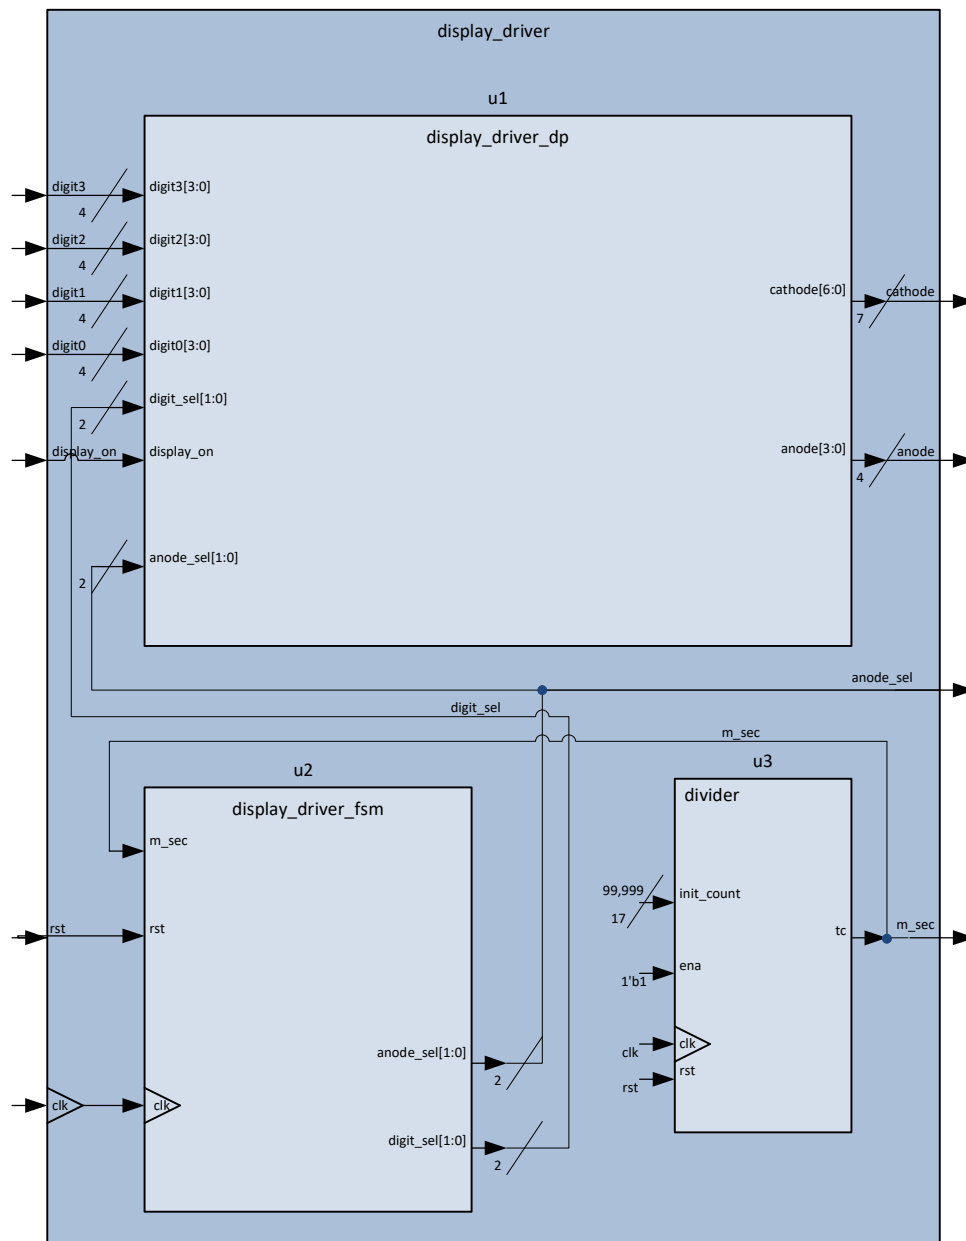 display_driver
u1
display_driver_dp
digit3
4
digit3[3:0]
digit2
4
digit2[3:0]
digit1
4
digit1[3:0]
cathode[6:0]
7
cathode
digit0
4
digit0[3:0]
2
digit_sel[1:0]
display_on
display_on
anode[3:0]
4
anode
2
anode_sel[1:0]
anode_sel
digit_sel
m_sec
u2
u3
display_driver_fsm
divider
m_sec
99,999
17
init_count
rst
rst
tc
m_sec
1'b1
ena
clk
clk
rst
rst
anode_sel[1:0]
2
clk
clk
digit_sel[1:0]
2